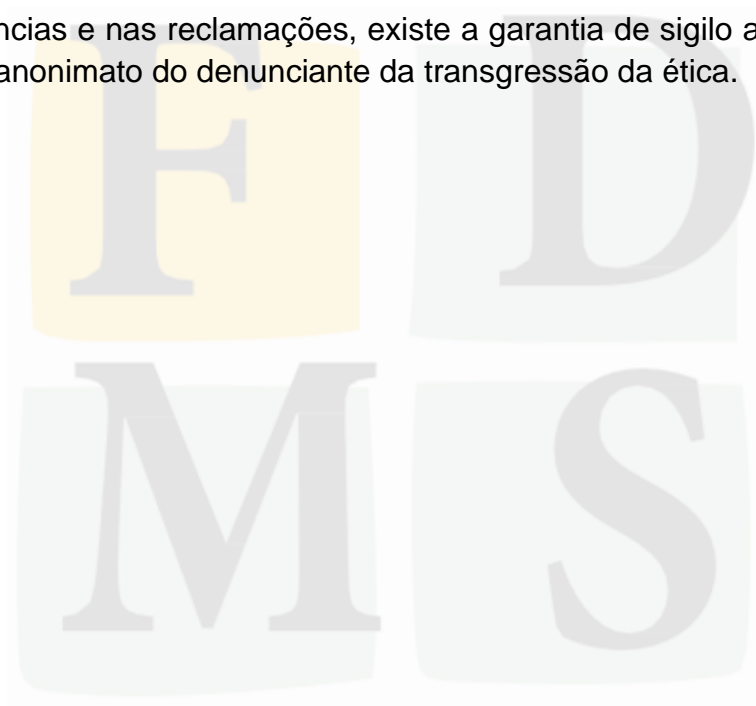 ncias e nas reclamações, existe a garantia de sigilo a
anonimato do denunciante da transgressão da ética.
F D
M S